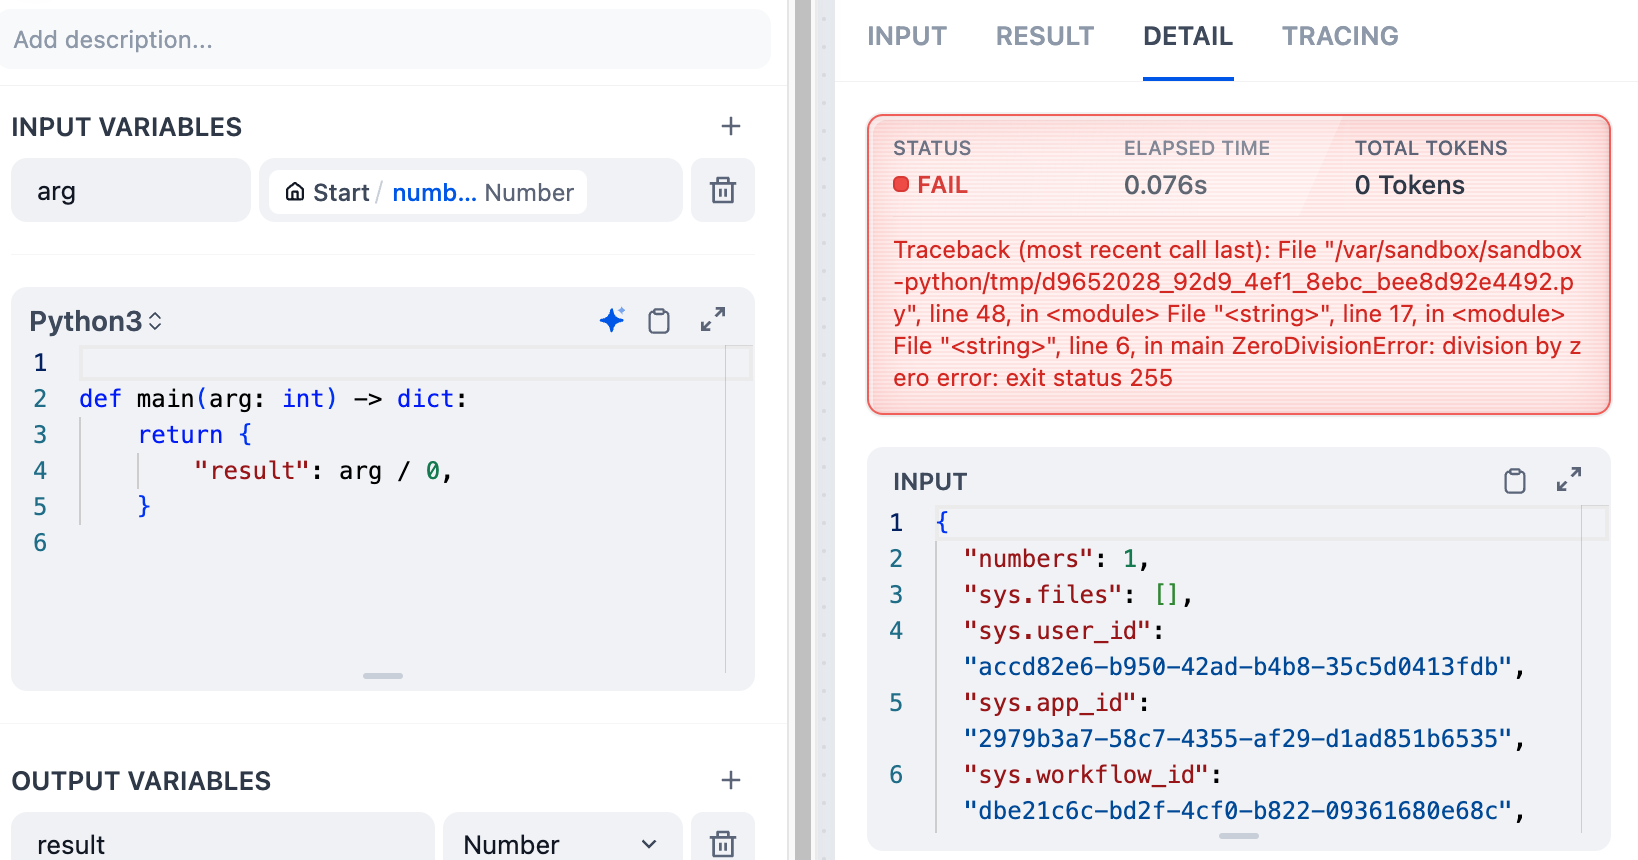 Add description...
INPUT VARIABLES
arg
Start / numb... Number
Python3
1
2 def main(arg: int) -> dict:
3 return {
4 "result": arg / 0,
5 }
6
OUTPUT VARIABLES
result
Number
INPUT RESULT DETAIL TRACING
STATUS ELAPSED TIME TOTAL TOKENS
FAIL 0.076s 0 Tokens
Traceback (most recent call last): File "/var/sandbox/sandbox
-python/tmp/d9652028_92d9_4ef1_8ebc_bee8d92e4492.p
y", line 48, in <module> File "<string>", line 17, in <module>
File "<string>", line 6, in main ZeroDivisionError: division by z
ero error: exit status 255
INPUT
1 {
2 "numbers": 1,
3 "sys.files": [],
4 "sys.user_id":
"accd82e6-b950-42ad-b4b8-35c5d0413fdb",
5 "sys.app_id":
"2979b3a7-58c7-4355-af29-d1ad851b6535",
6 "sys.workflow_id":
"dbe21c6c-bd2f-4cf0-b822-09361680e68c",